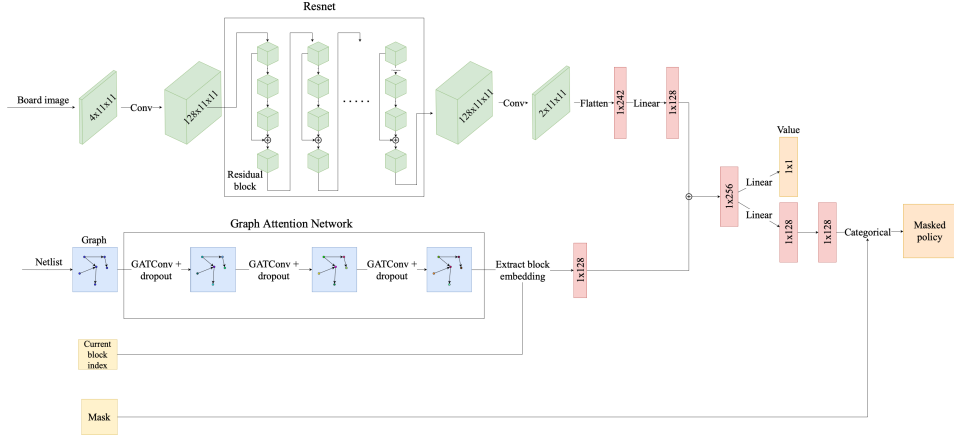 Resnet
Board image
4x11x11
Conv
128x11x11
Residual
block
. . . . .
128x11x11
Conv
2x11x11
Flatten
1x242
Linear
1x128
Value
1x1
Linear
1x256
Linear
1x128
1x128
Categorical
Masked
policy
Graph Attention Network
Netlist
Graph
GATConv +
dropout
GATConv +
dropout
GATConv +
dropout
Extract block
embedding
1x128
Current
block
index
Mask